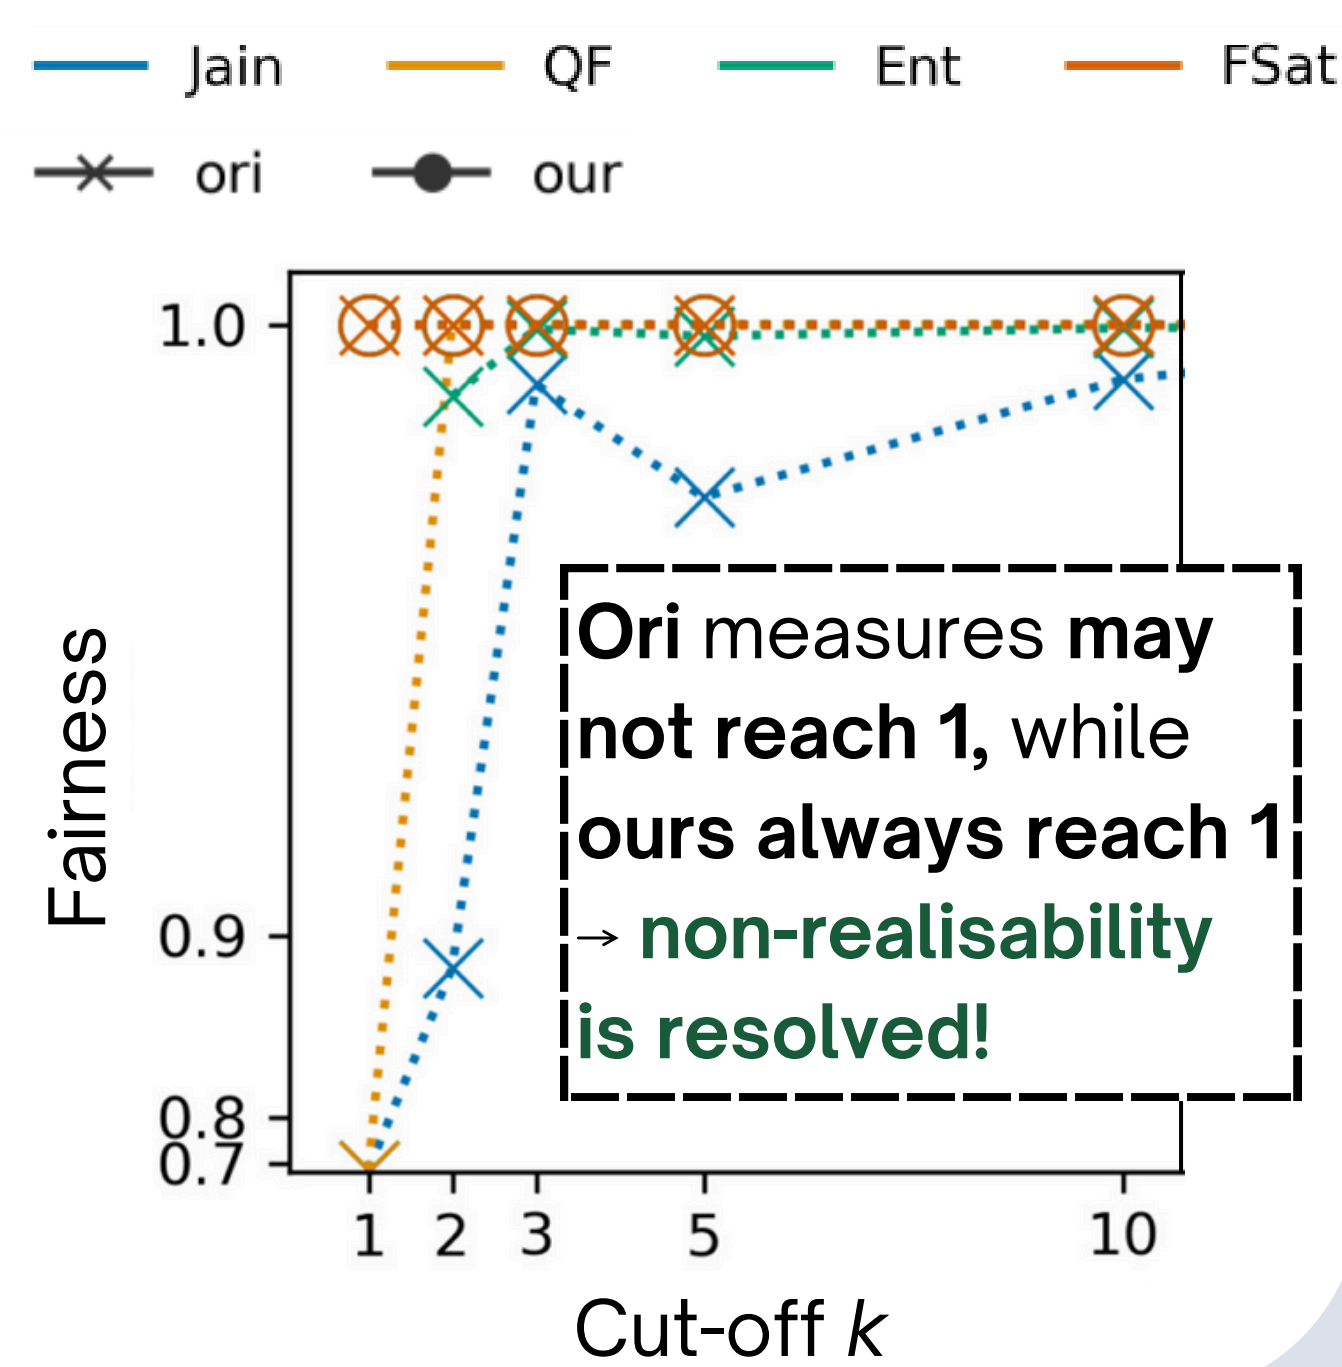 Jain QF Ent FSat
ori our
1.0
0.9
0.8
0.7
Fairness
Ori measures may
not reach 1, while
ours always reach 1
→ non-realisability
is resolved!
1 2 3 5 10
Cut-off k